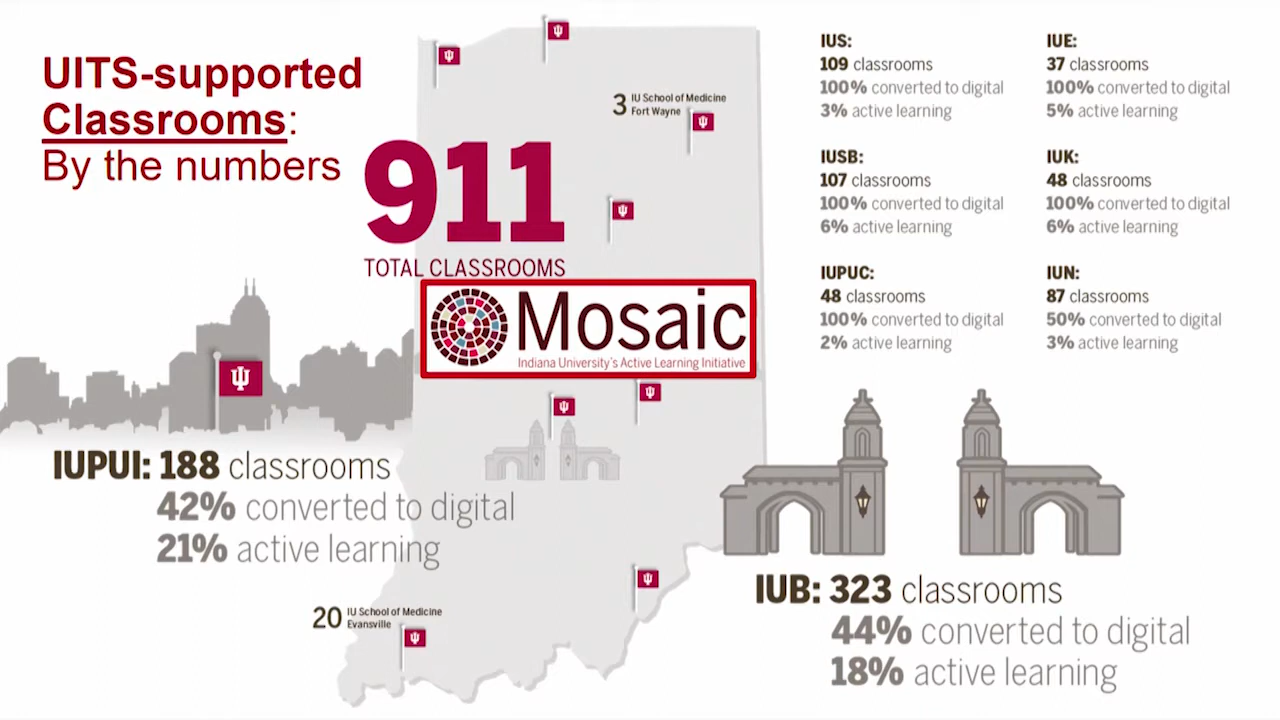 UITS-supported
Classrooms:
By the numbers
911
TOTAL CLASSROOMS
3 IU School of Medicine
Fort Wayne
Mosaic
Indiana University's Active Learning Initiative
IUPUI: 188 classrooms
42% converted to digital
21% active learning
20 IU School of Medicine
Evansville
IUS:
109 classrooms
100% converted to digital
3% active learning
IUE:
37 classrooms
100% converted to digital
5% active learning
IUSB:
107 classrooms
100% converted to digital
6% active learning
IUK:
48 classrooms
100% converted to digital
6% active learning
IUPUC:
48 classrooms
100% converted to digital
2% active learning
IUN:
87 classrooms
50% converted to digital
3% active learning
IUB: 323 classrooms
44% converted to digital
18% active learning